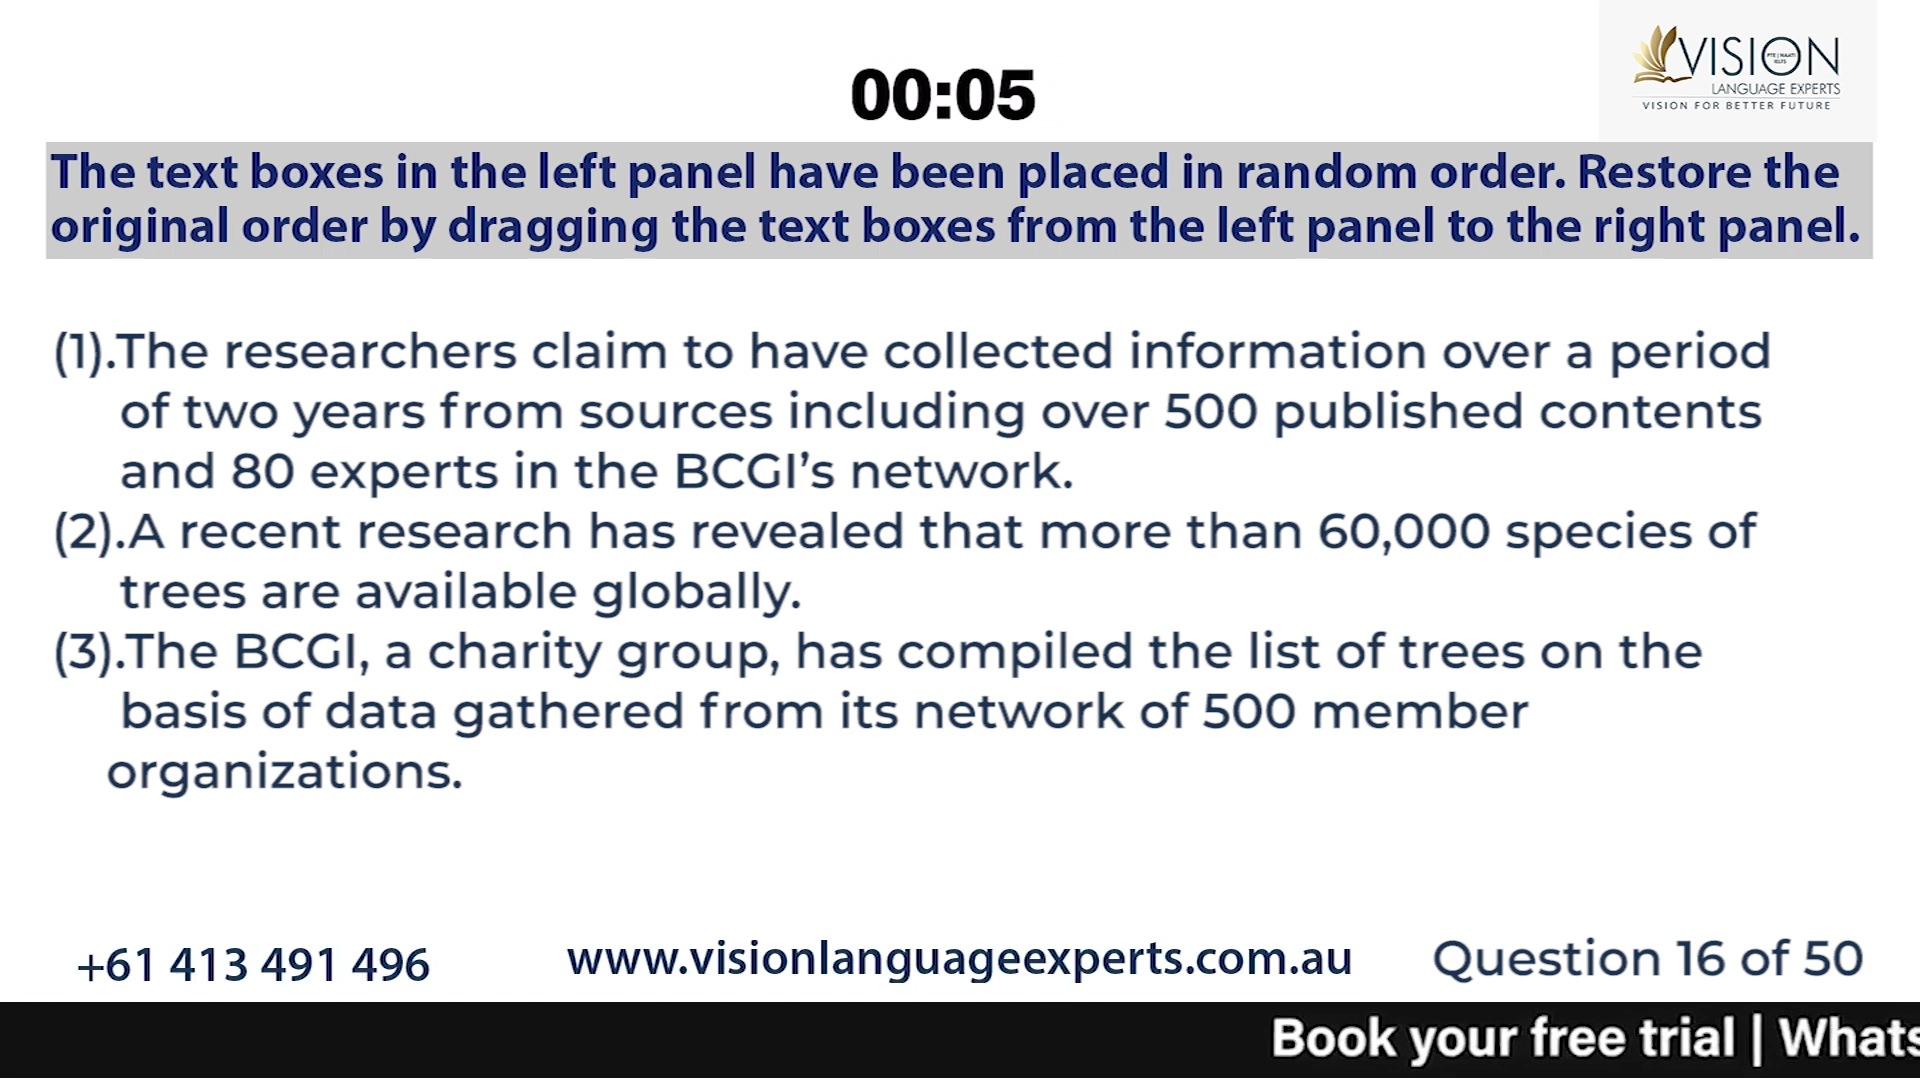 VISION
PTE | NAATI
IELTS
LANGUAGE EXPERTS
VISION FOR BETTER FUTURE
00:05
The text boxes in the left panel have been placed in random order. Restore the
original order by dragging the text boxes from the left panel to the right panel.
(1).The researchers claim to have collected information over a period
of two years from sources including over 500 published contents
and 80 experts in the BCGI’s network.
(2).A recent research has revealed that more than 60,000 species of
trees are available globally.
(3).The BCGI, a charity group, has compiled the list of trees on the
basis of data gathered from its network of 500 member
organizations.
+61 413 491 496
www.visionlanguageexperts.com.au
Question 16 of 50
Book your free trial | Whats